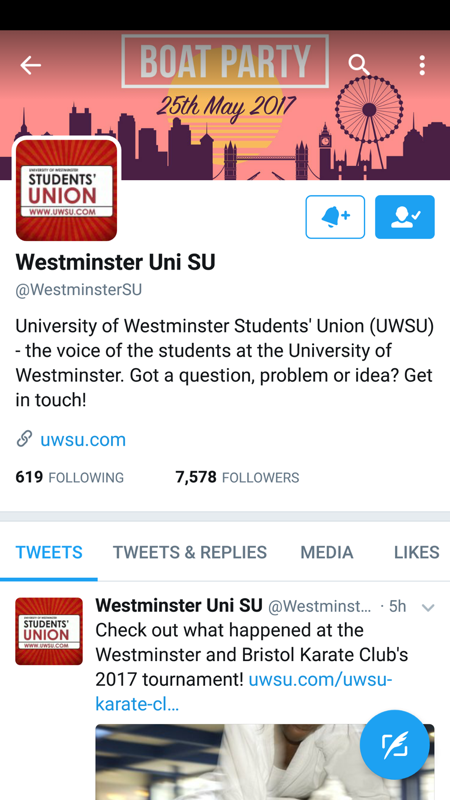 BOAT PARTY
25th May 2017
UNIVERSITY OF WESTMINSTER
STUDENTS'
UNION
WWW.UWSU.COM
Westminster Uni SU
@WestminsterSU
University of Westminster Students' Union (UWSU)
- the voice of the students at the University of
Westminster. Got a question, problem or idea? Get
in touch!
uwsu.com
619 FOLLOWING 7,578 FOLLOWERS
TWEETS TWEETS & REPLIES MEDIA LIKES
UNIVERSITY OF WESTMINSTER
STUDENTS'
UNION
WWW.UWSU.COM
Westminster Uni SU @Westminst... · 5h
Check out what happened at the
Westminster and Bristol Karate Club's
2017 tournament! uwsu.com/uwsu-
karate-cl...